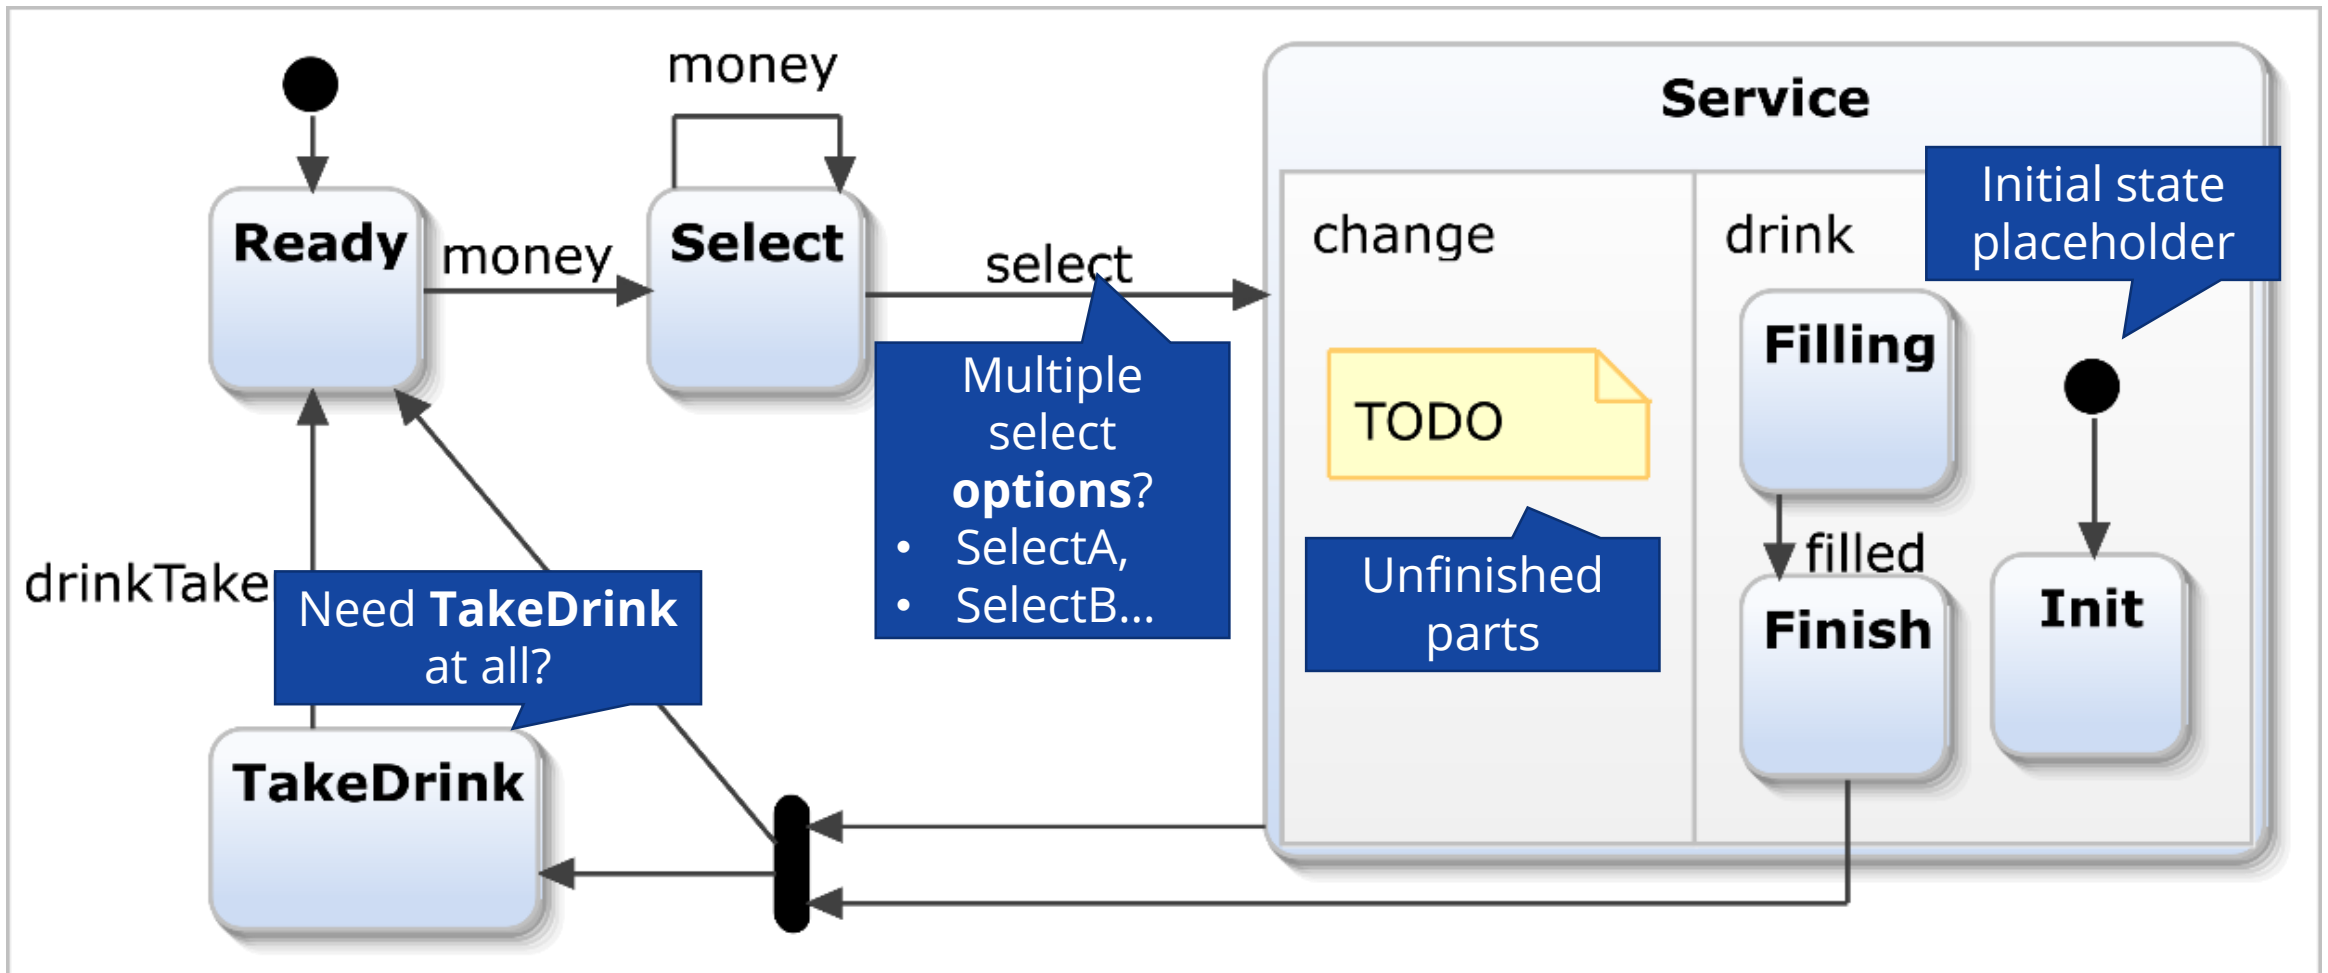 money
Service
Initial state
placeholder
Ready
money
Select
select
change
drink
Multiple
select
options?
• SelectA,
• SelectB...
TODO
Filling
Unfinished
parts
filled
Finish
Init
drinkTake
Need TakeDrink
at all?
TakeDrink